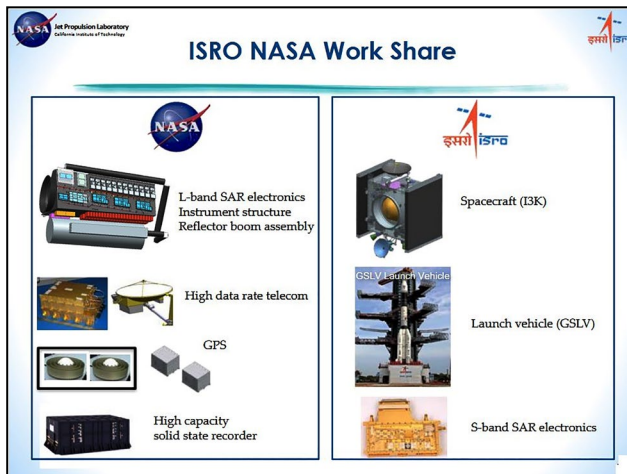 NASA
Jet Propulsion Laboratory
California Institute of Technology
इसरो isro
ISRO NASA Work Share
NASA
L-band SAR electronics
Instrument structure
Reflector boom assembly
High data rate telecom
GPS
High capacity
solid state recorder
इसरो isro
Spacecraft (I3K)
GSLV Launch Vehicle
Launch vehicle (GSLV)
S-band SAR electronics